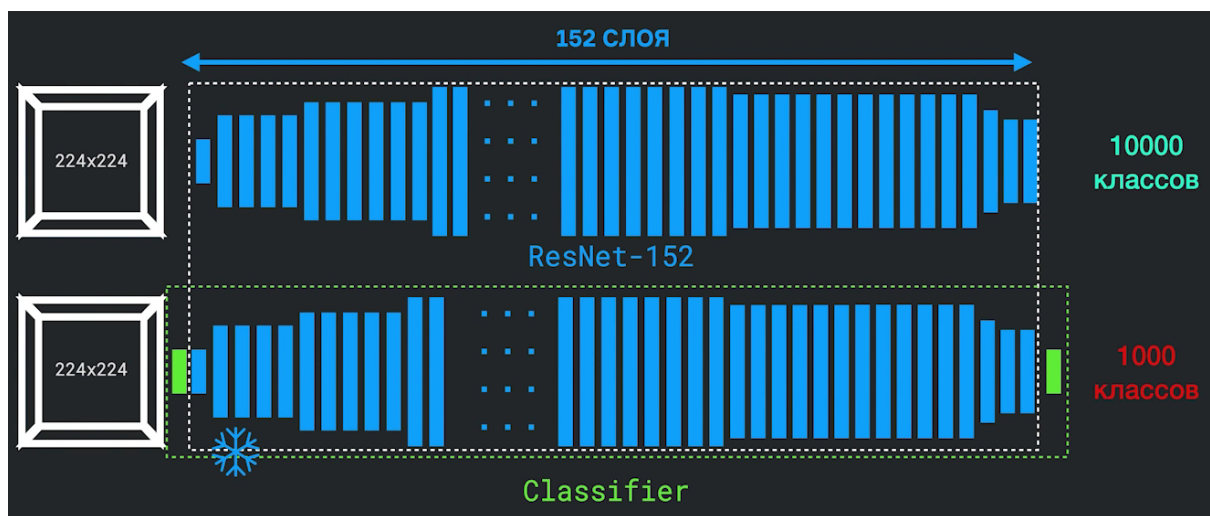 152 СЛОЯ
224x224
10000
классов
ResNet-152
224x224
1000
классов
Classifier